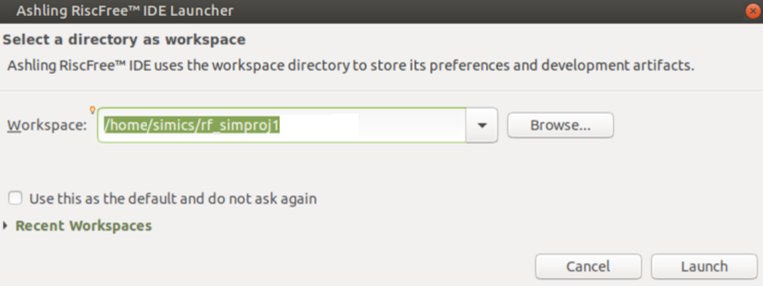 Ashling RiscFree™ IDE Launcher
Select a directory as workspace
Ashling RiscFree™ IDE uses the workspace directory to store its preferences and development artifacts.
Workspace: /home/simics/rf_simproj1 Browse...
Use this as the default and do not ask again
Recent Workspaces
Cancel Launch